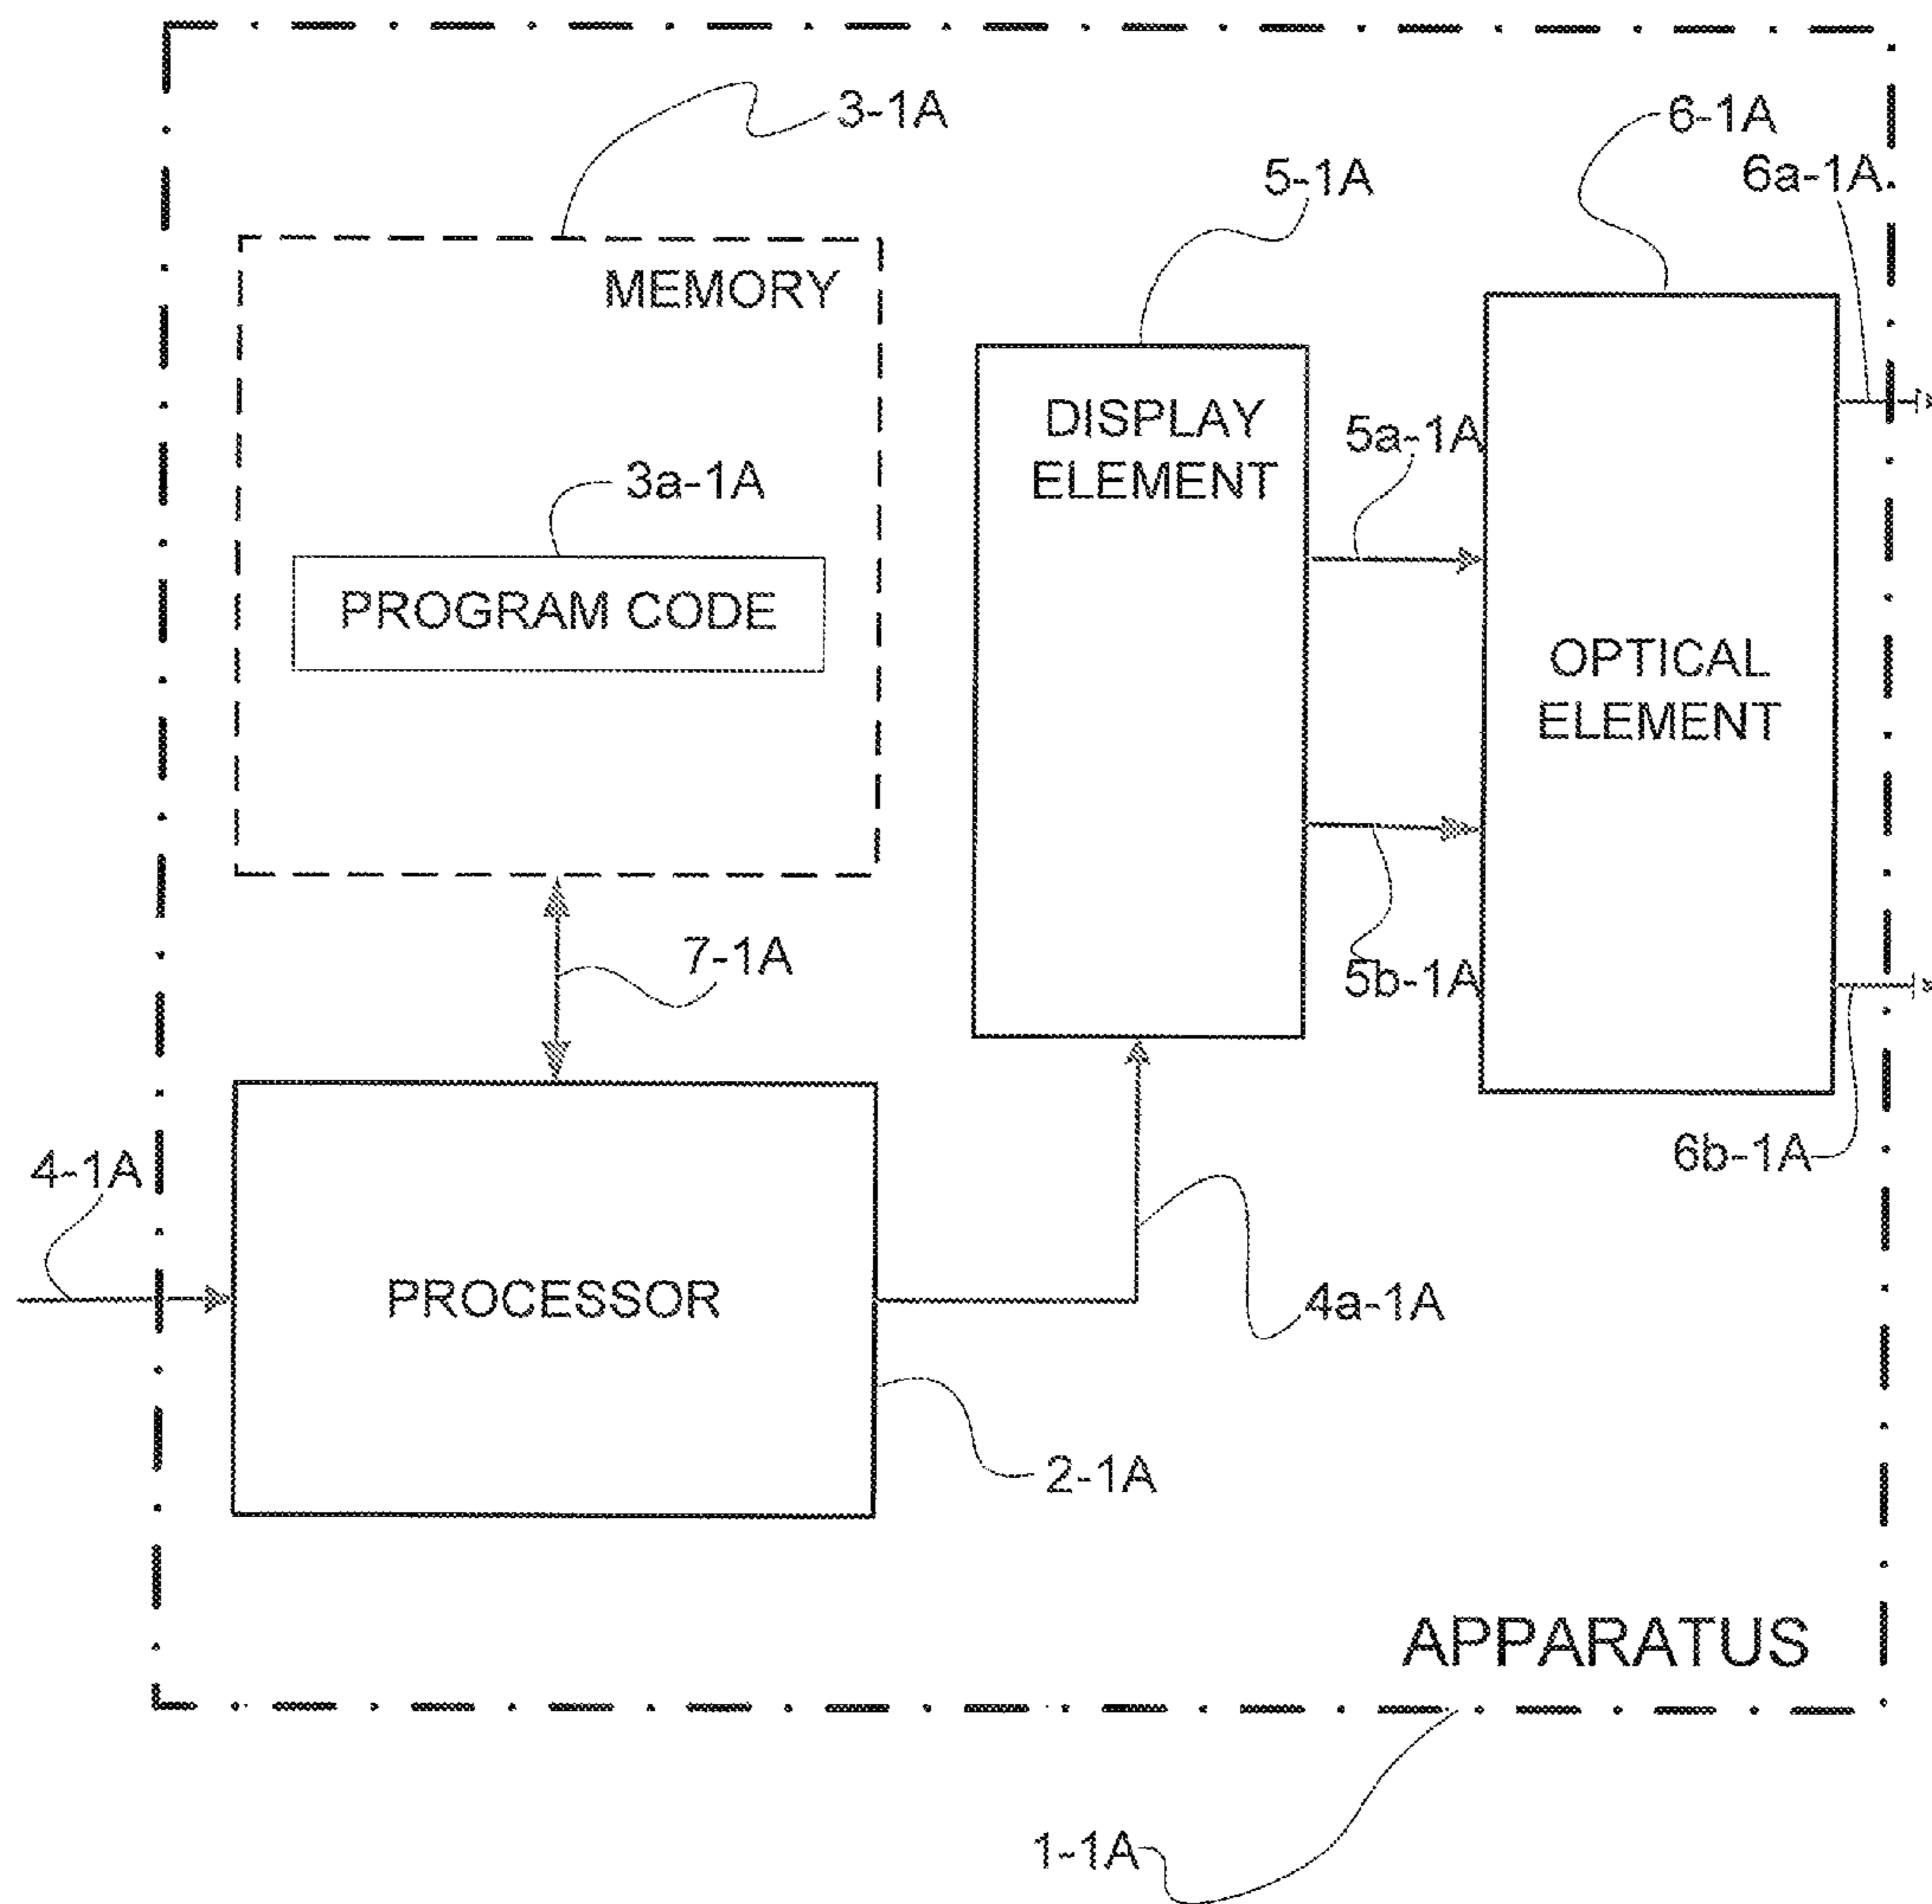 3-1A
6-1A
6a-1A
5-1A
MEMORY
DISPLAY
ELEMENT
5a-1A
3a-1A
PROGRAM CODE
OPTICAL
ELEMENT
7-1A
5b-1A
4-1A
6b-1A
PROCESSOR
4a-1A
2-1A
APPARATUS
1-1A